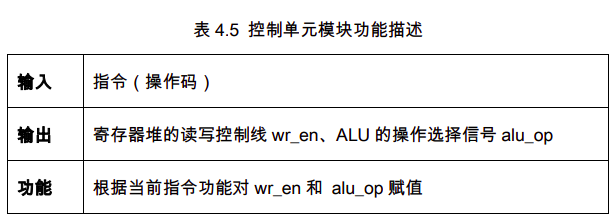 表 4.5 控制单元模块功能描述
输入 指令（操作码）
输出 寄存器堆的读写控制线 wr_en、ALU 的操作选择信号 alu_op
功能 根据当前指令功能对 wr_en 和 alu_op 赋值